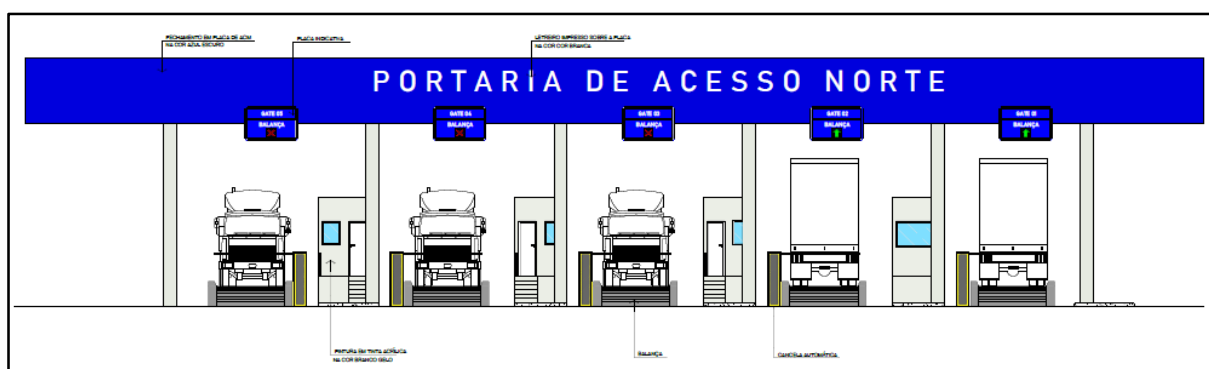 FECHAMENTO EM PLACA DE ACM
NA COR AZUL ESCURO
PLACA INDICATIVA
LETREIRO IMPRESSO SOBRE A PLACA
NA COR COR BRANCA
PORTARIA DE ACESSO NORTE
GATE 05
BALANÇA
GATE 04
BALANÇA
GATE 03
BALANÇA
GATE 02
BALANÇA
GATE 01
BALANÇA
PINTURA EM TINTA ACRÍLICA
NA COR BRANCO GELO
BALANÇA
CANCELA AUTOMÁTICA